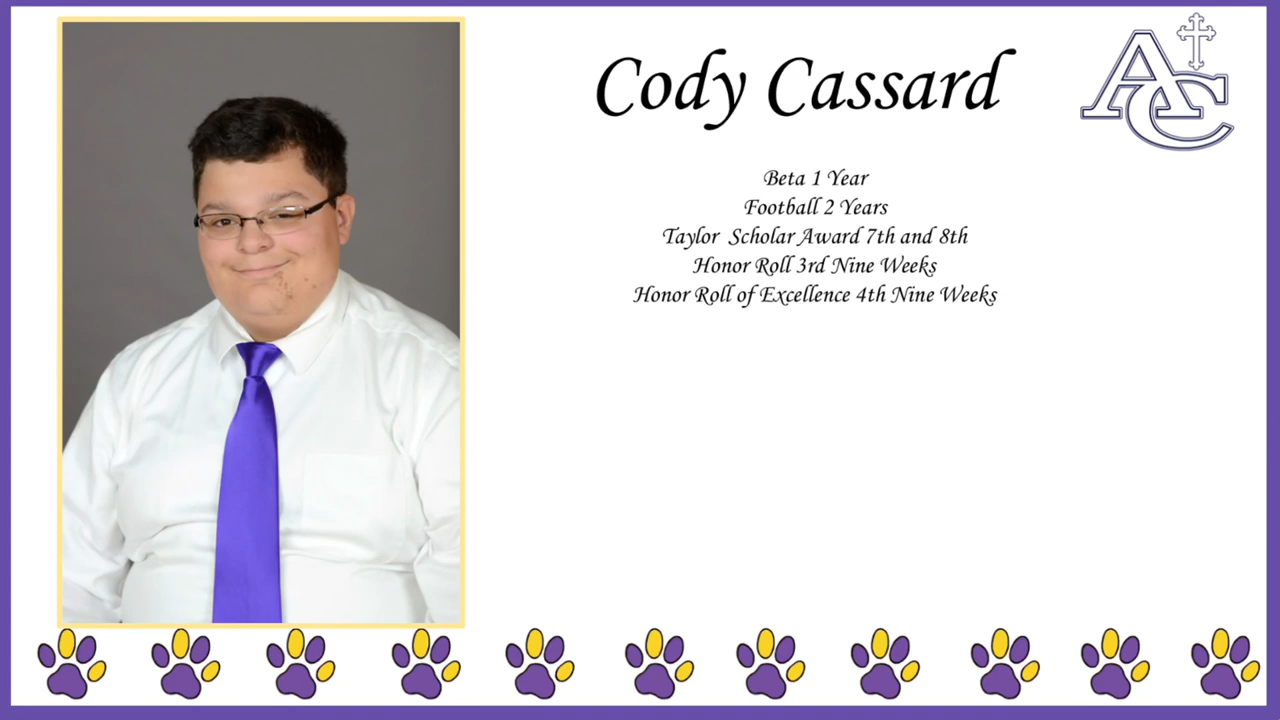 Cody Cassard
AC
Beta 1 Year
Football 2 Years
Taylor Scholar Award 7th and 8th
Honor Roll 3rd Nine Weeks
Honor Roll of Excellence 4th Nine Weeks